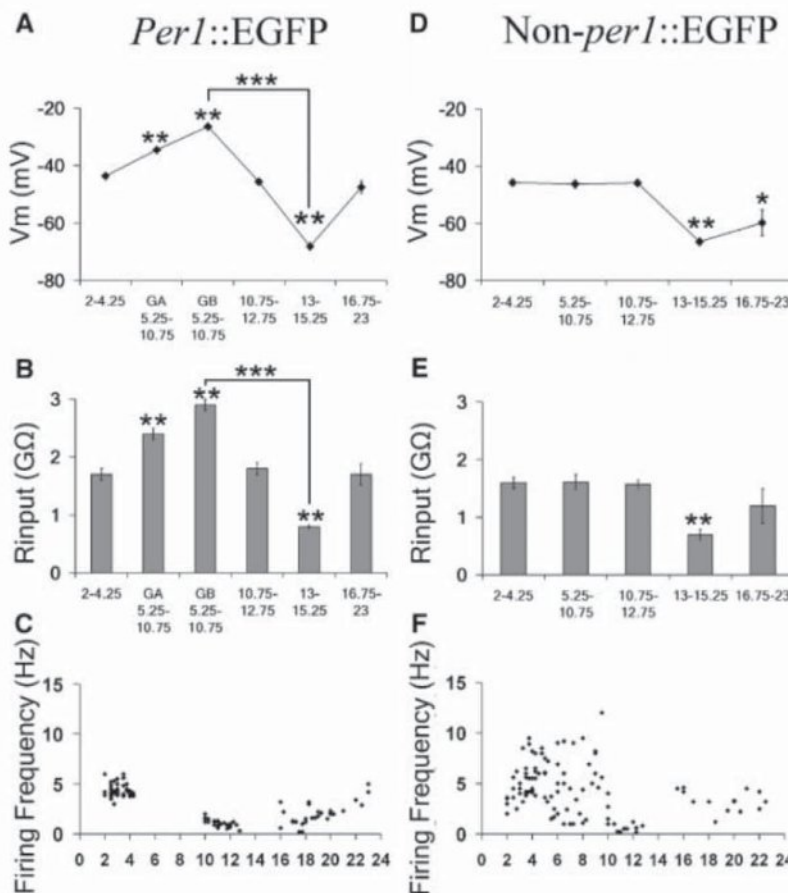 A Per1::EGFP
D Non-per1::EGFP
***
** ** **
Vm (mV)
-20
-40
-60
-80
2-4.25 GA 5.25-10.75 GB 5.25-10.75 10.75-12.75 13-15.25 16.75-23
** *
Vm (mV)
-20
-40
-60
-80
2-4.25 5.25-10.75 10.75-12.75 13-15.25 16.75-23
B
***
** ** **
Rinput (GΩ)
3
2
1
0
2-4.25 GA 5.25-10.75 GB 5.25-10.75 10.75-12.75 13-15.25 16.75-23
E
**
Rinput (GΩ)
3
2
1
0
2-4.25 5.25-10.75 10.75-12.75 13-15.25 16.75-23
C
Firing Frequency (Hz)
15
10
5
0
0 2 4 6 8 10 12 14 16 18 20 22 24
F
Firing Frequency (Hz)
15
10
5
0
0 2 4 6 8 10 12 14 16 18 20 22 24